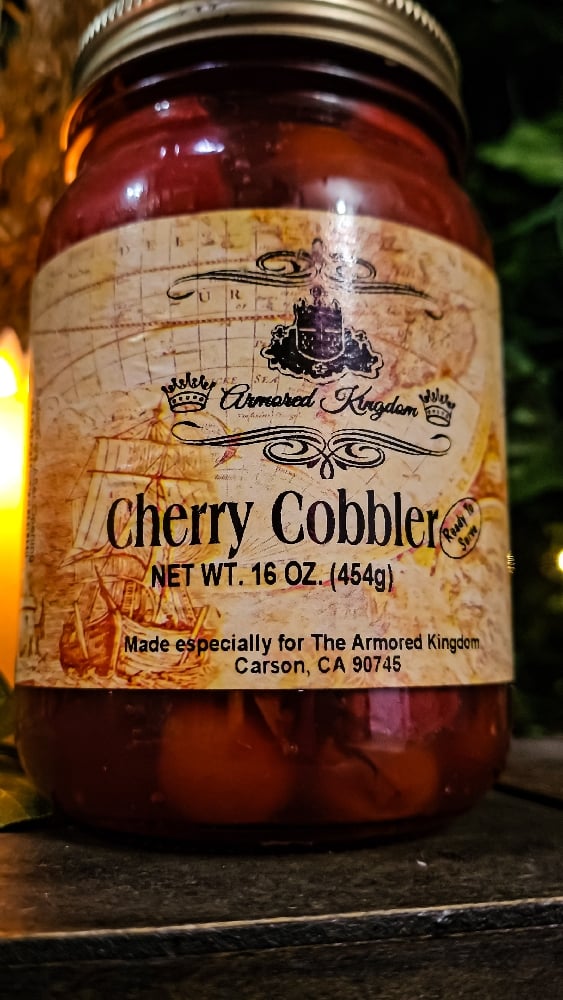 Armored Kingdom
Cherry Cobbler
Ready To
Serve
NET WT. 16 OZ. (454g)
Made especially for The Armored Kingdom
Carson, CA 90745